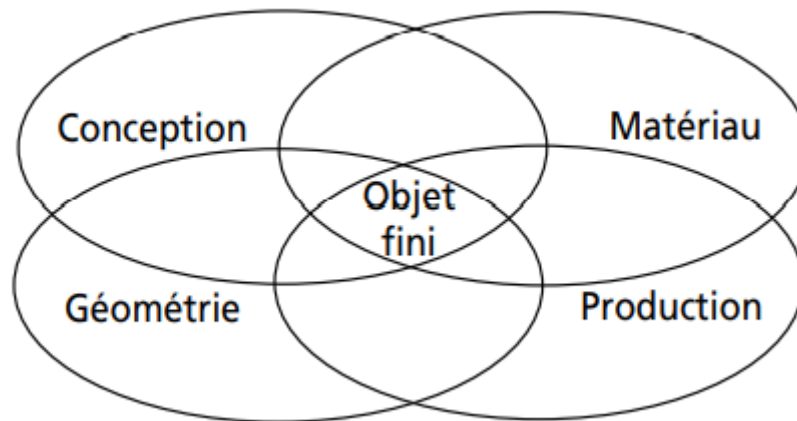 Conception
Matériau
Objet
fini
Géométrie
Production